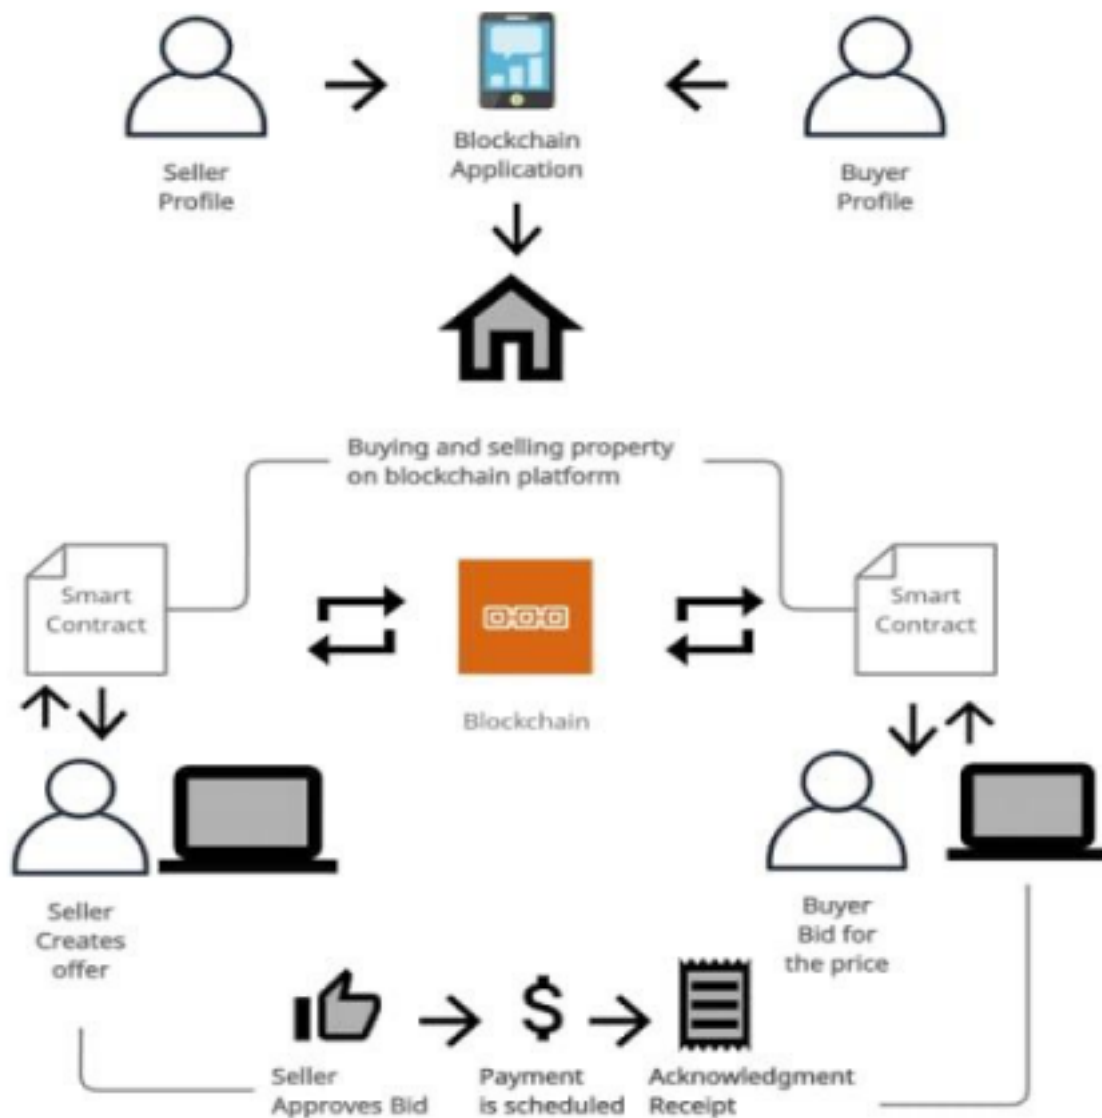 Seller
Profile
Blockchain
Application
Buyer
Profile
Buying and selling property
on blockchain platform
Smart
Contract
Smart
Contract
Blockchain
Seller
Creates
offer
Buyer
Bid for
the price
Seller
Approves Bid
Payment
is scheduled
Acknowledgment
Receipt